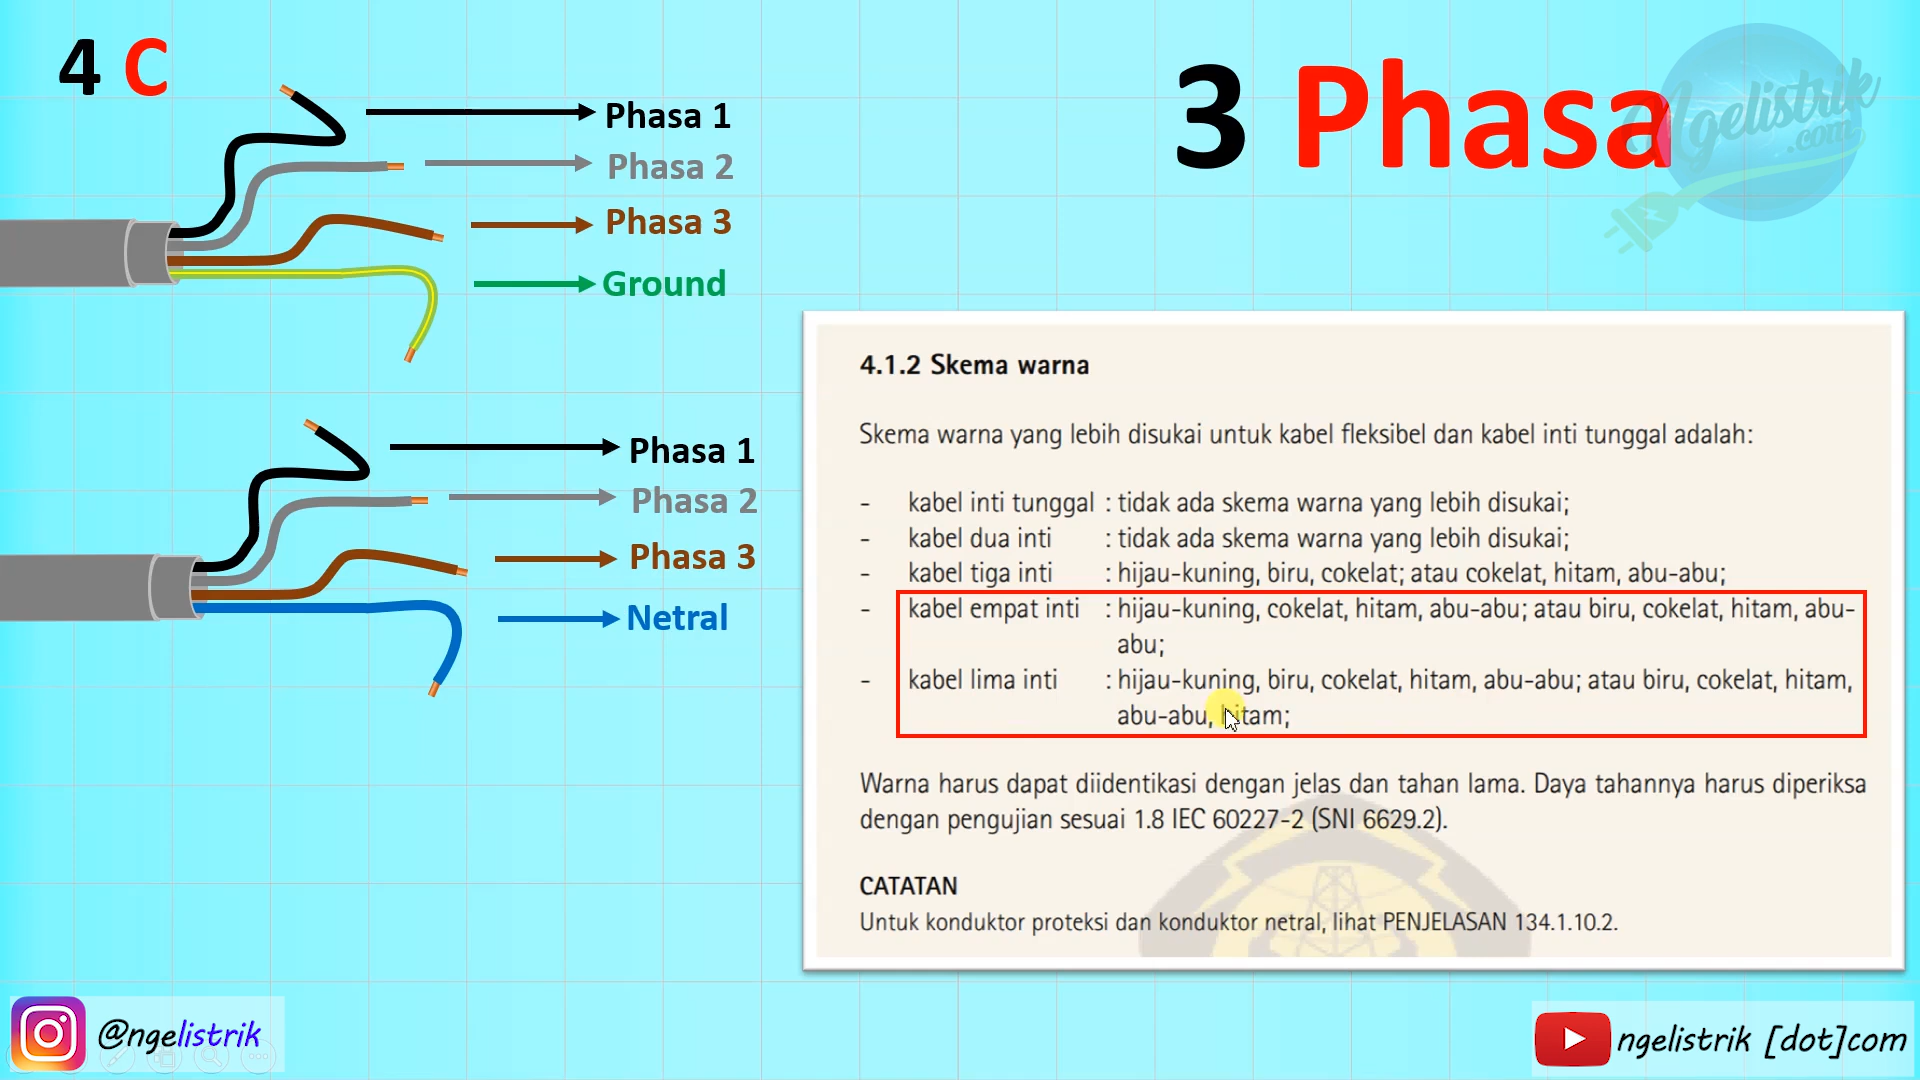 4 C
3 Phasa
Ngelistrik
.com
Phasa 1
Phasa 2
Phasa 3
Ground
Phasa 1
Phasa 2
Phasa 3
Netral
4.1.2 Skema warna
Skema warna yang lebih disukai untuk kabel fleksibel dan kabel inti tunggal adalah:
- kabel inti tunggal : tidak ada skema warna yang lebih disukai;
- kabel dua inti : tidak ada skema warna yang lebih disukai;
- kabel tiga inti : hijau-kuning, biru, cokelat; atau cokelat, hitam, abu-abu;
- kabel empat inti : hijau-kuning, cokelat, hitam, abu-abu; atau biru, cokelat, hitam, abu-
abu;
- kabel lima inti : hijau-kuning, biru, cokelat, hitam, abu-abu; atau biru, cokelat, hitam,
abu-abu, hitam;
Warna harus dapat diidentikasi dengan jelas dan tahan lama. Daya tahannya harus diperiksa
dengan pengujian sesuai 1.8 IEC 60227-2 (SNI 6629.2).
CATATAN
Untuk konduktor proteksi dan konduktor netral, lihat PENJELASAN 134.1.10.2.
@ngelistrik
ngelistrik [dot]com